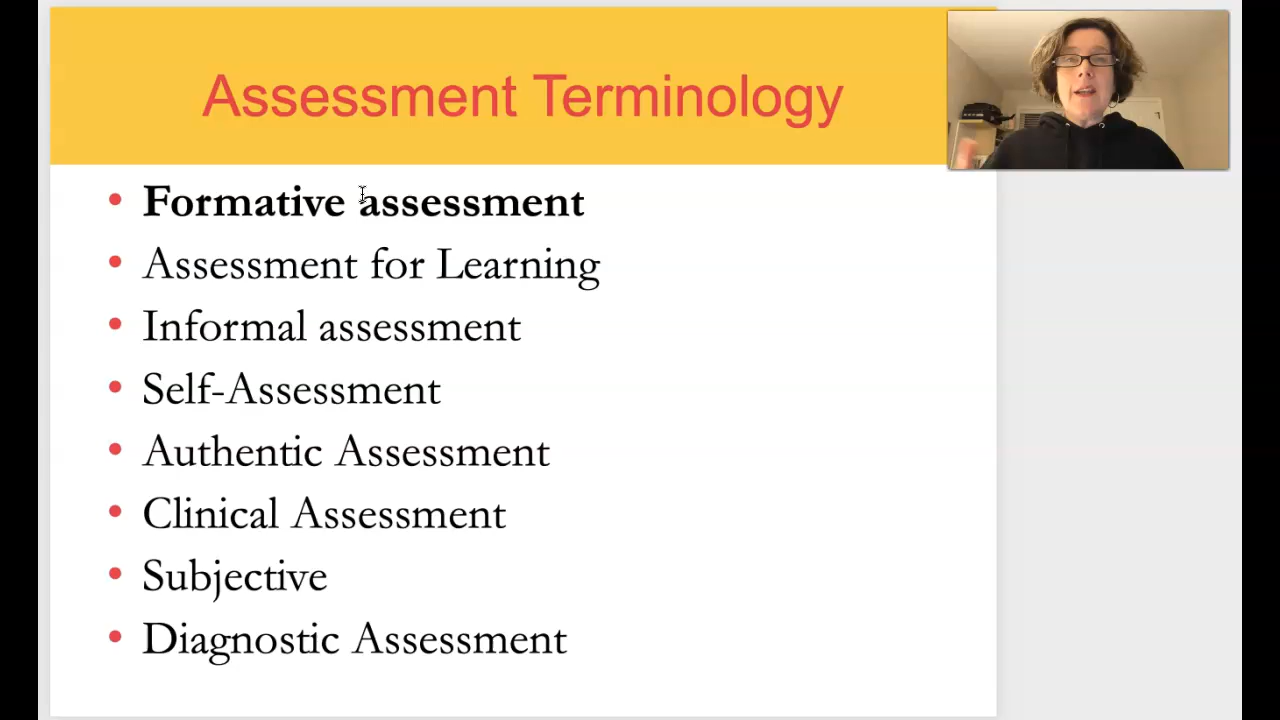 Assessment Terminology
• Formative assessment
• Assessment for Learning
• Informal assessment
• Self-Assessment
• Authentic Assessment
• Clinical Assessment
• Subjective
• Diagnostic Assessment